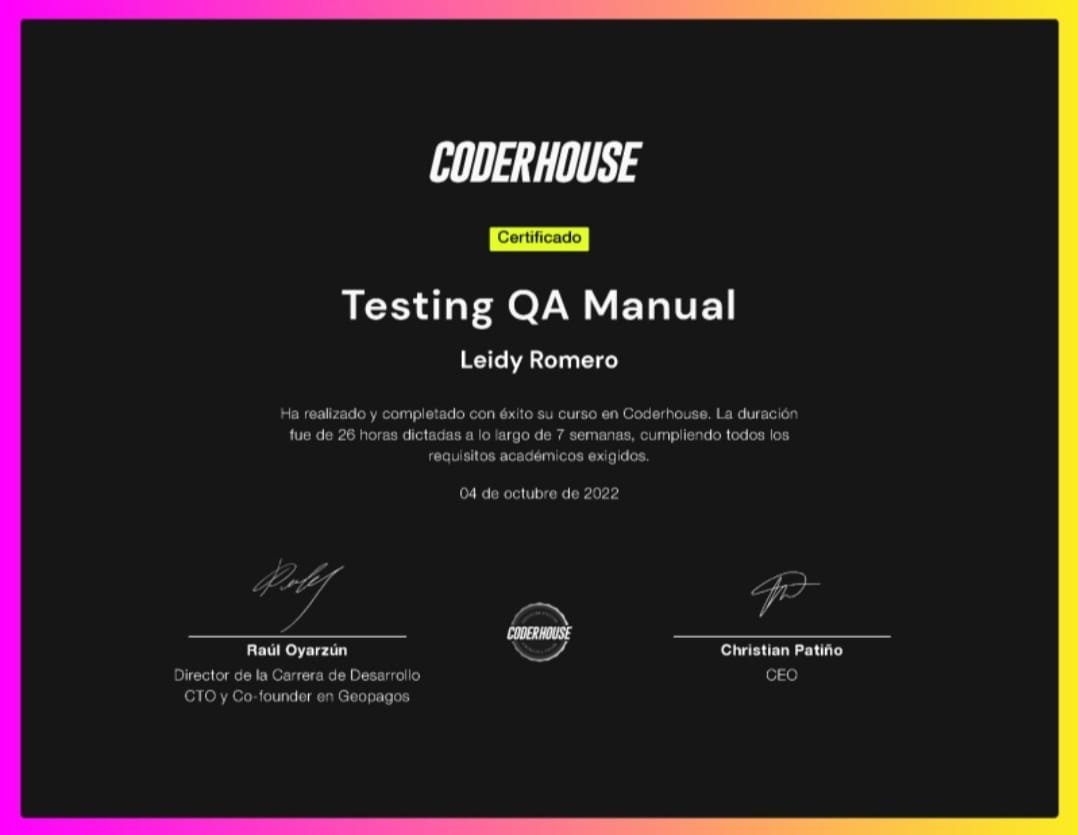 CODERHOUSE
Certificado
Testing QA Manual
Leidy Romero
Ha realizado y completado con éxito su curso en Coderhouse. La duración
fue de 26 horas dictadas a lo largo de 7 semanas, cumpliendo todos los
requisitos académicos exigidos.
04 de octubre de 2022
Raúl Oyarzún
Director de la Carrera de Desarrollo
CTO y Co-founder en Geopagos
CODERHOUSE
Christian Patiño
CEO